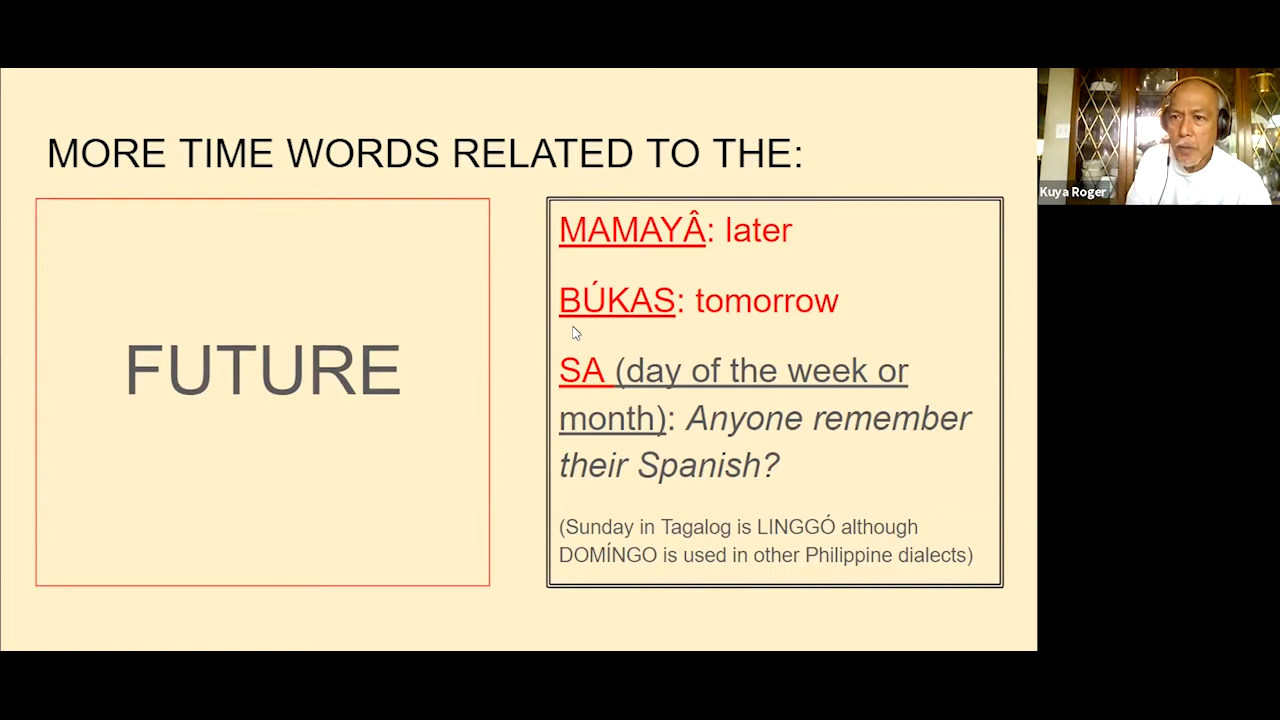 MORE TIME WORDS RELATED TO THE:
FUTURE
MAMAYÂ: later
BÚKAS: tomorrow
SA (day of the week or
month): Anyone remember
their Spanish?
(Sunday in Tagalog is LINGGÓ although
DOMÍNGO is used in other Philippine dialects)
Kuya Roger